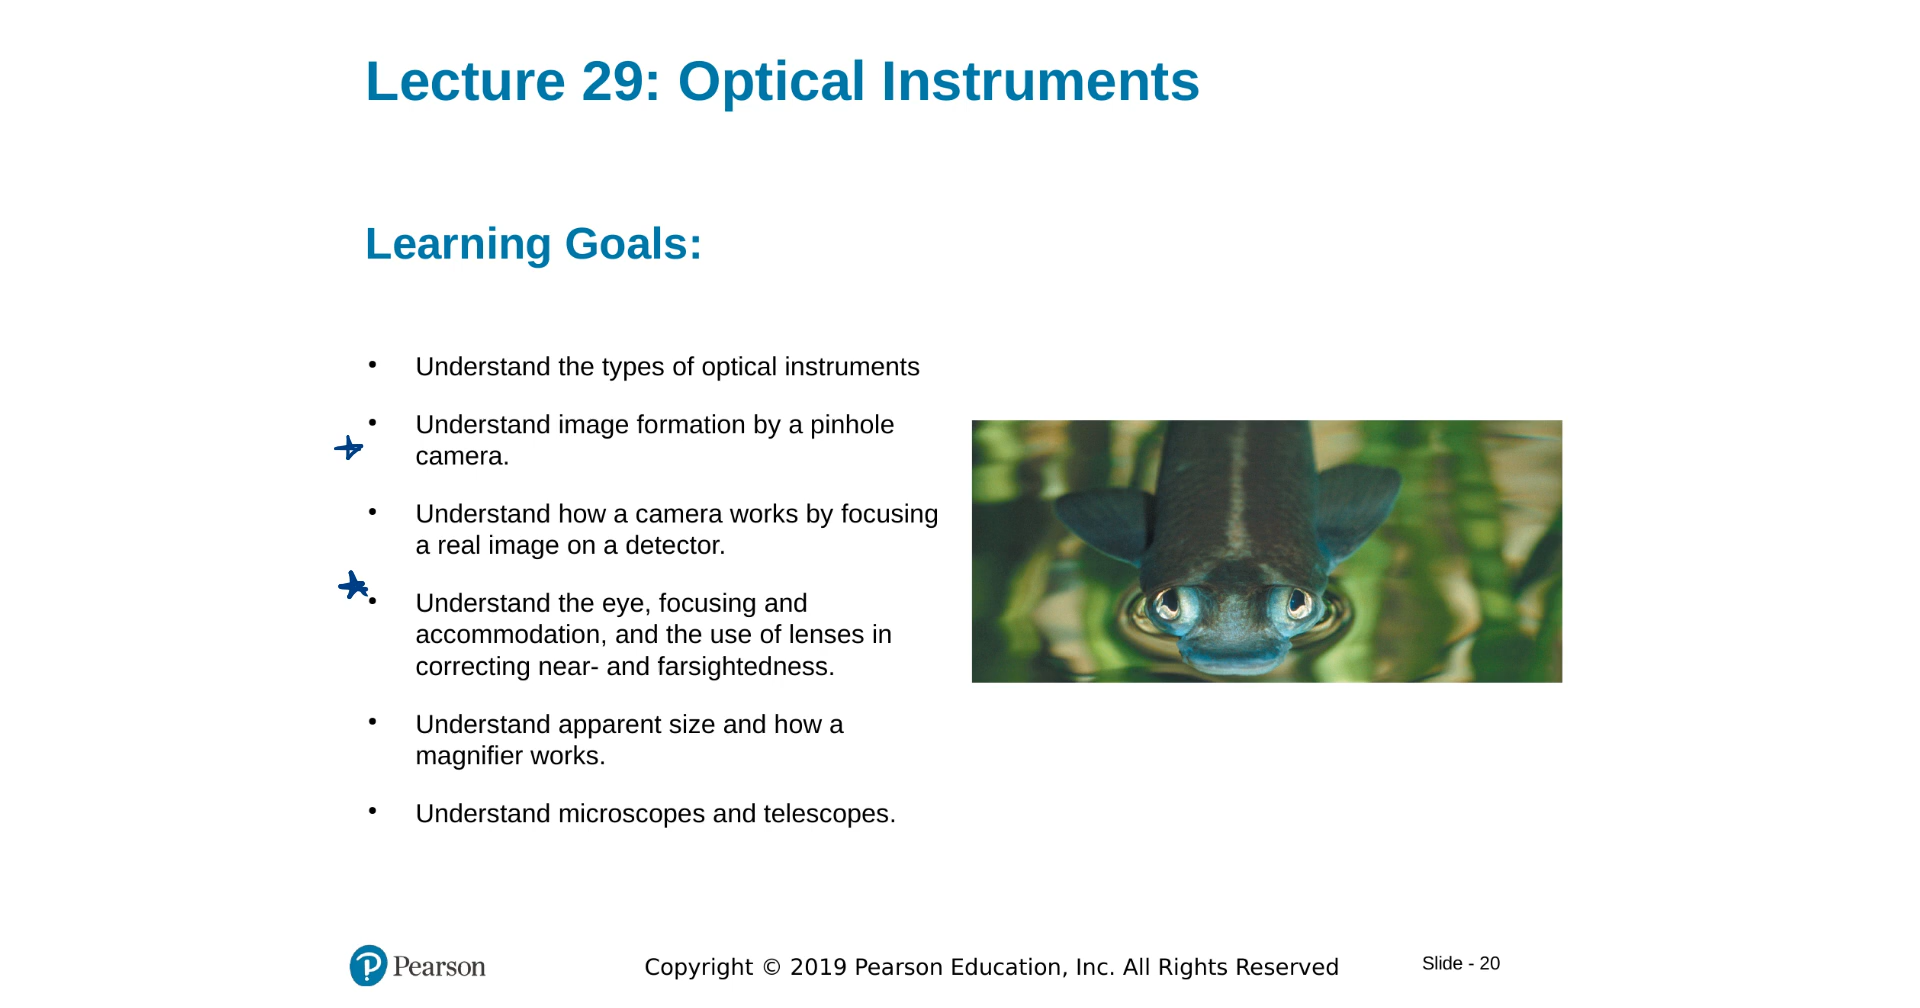 Lecture 29: Optical Instruments
Learning Goals:
• Understand the types of optical instruments
• Understand image formation by a pinhole
camera.
• Understand how a camera works by focusing
a real image on a detector.
• Understand the eye, focusing and
accommodation, and the use of lenses in
correcting near- and farsightedness.
• Understand apparent size and how a
magnifier works.
• Understand microscopes and telescopes.
P Pearson
Copyright © 2019 Pearson Education, Inc. All Rights Reserved
Slide - 20